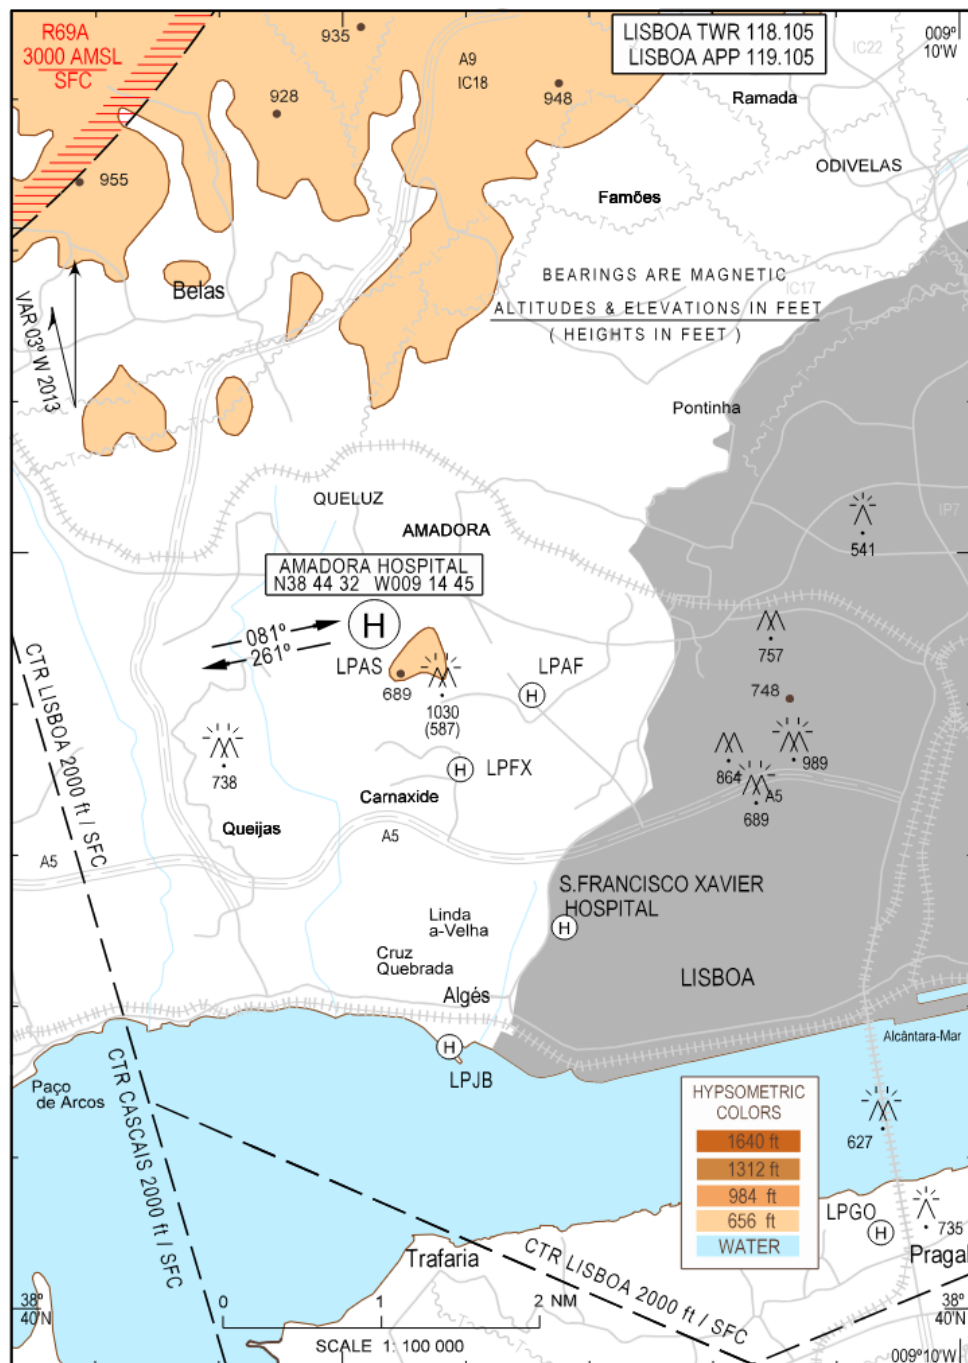 R69A
3000 AMSL
SFC
935
928
955
A9
IC18
948
LISBOA TWR 118.105
LISBOA APP 119.105
IC22
009º
10'W
Ramada
ODIVELAS
Famões
Belas
VAR 03º W 2013
BEARINGS ARE MAGNETIC
ALTITUDES & ELEVATIONS IN FEET
( HEIGHTS IN FEET )
IC17
Pontinha
QUELUZ
AMADORA
IP7
541
AMADORA HOSPITAL
N38 44 32 W009 14 45
081º
261º
H
LPAS
689
1030
(587)
LPAF
H
757
748
738
H
LPFX
864
989
A5
689
Carnaxide
Queijas
A5
A5
CTR LISBOA 2000 ft / SFC
S.FRANCISCO XAVIER
HOSPITAL
H
Linda
a-Velha
Cruz
Quebrada
Algés
LISBOA
H
LPJB
Alcântara-Mar
Paço
de Arcos
CTR CASCAIS 2000 ft / SFC
HYPSOMETRIC
COLORS
1640 ft
1312 ft
984 ft
656 ft
WATER
627
LPGO
H
735
Pragal
Trafaria
CTR LISBOA 2000 ft / SFC
38º
40'N
0 1 2 NM
SCALE 1: 100 000
38º
40'N
009º10'W